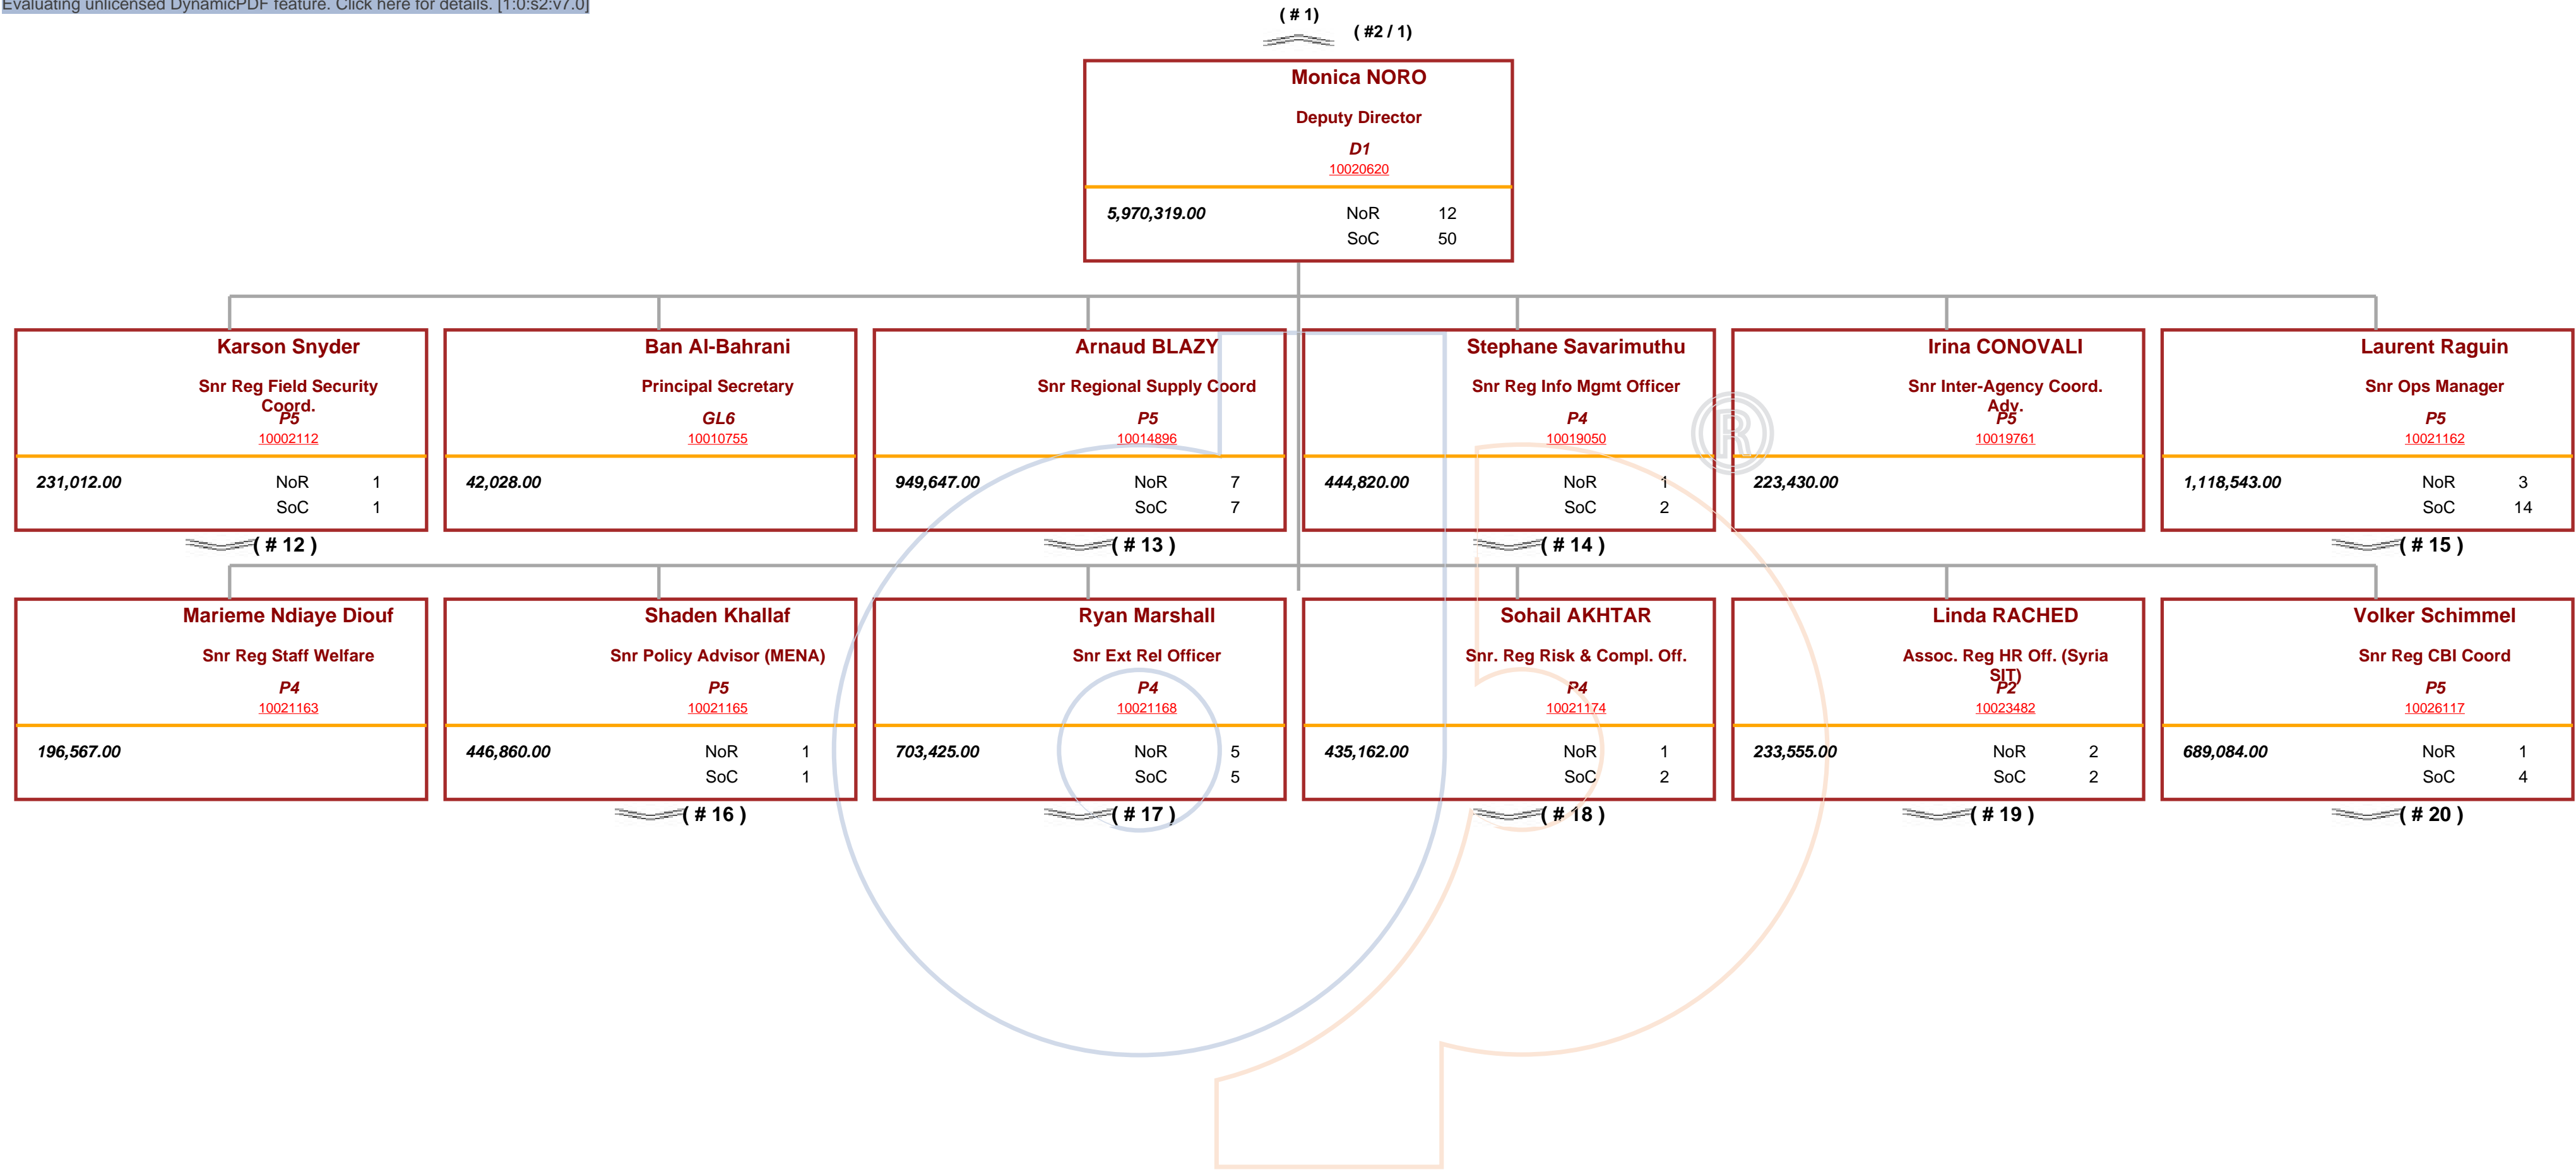 Evaluating unlicensed DynamicPDF feature. Click here for details. [1:0:s2:v7.0]
( # 1)
( #2 / 1)
Monica NORO
Deputy Director
D1
10020620
5,970,319.00 NoR 12
SoC 50
Karson Snyder
Snr Reg Field Security
Coord.
P5
10002112
231,012.00 NoR 1
SoC 1
( # 12 )
Ban Al-Bahrani
Principal Secretary
GL6
10010755
42,028.00
Arnaud BLAZY
Snr Regional Supply Coord
P5
10014896
949,647.00 NoR 7
SoC 7
( # 13 )
Stephane Savarimuthu
Snr Reg Info Mgmt Officer
P4
10019050
444,820.00 NoR 1
SoC 2
( # 14 )
Irina CONOVALI
Snr Inter-Agency Coord.
Adv.
P5
10019761
223,430.00
Laurent Raguin
Snr Ops Manager
P5
10021162
1,118,543.00 NoR 3
SoC 14
( # 15 )
Marieme Ndiaye Diouf
Snr Reg Staff Welfare
P4
10021163
196,567.00
Shaden Khallaf
Snr Policy Advisor (MENA)
P5
10021165
446,860.00 NoR 1
SoC 1
( # 16 )
Ryan Marshall
Snr Ext Rel Officer
P4
10021168
703,425.00 NoR 5
SoC 5
( # 17 )
Sohail AKHTAR
Snr. Reg Risk & Compl. Off.
P4
10021174
435,162.00 NoR 1
SoC 2
( # 18 )
Linda RACHED
Assoc. Reg HR Off. (Syria
SIT)
P2
10023482
233,555.00 NoR 2
SoC 2
( # 19 )
Volker Schimmel
Snr Reg CBI Coord
P5
10026117
689,084.00 NoR 1
SoC 4
( # 20 )
®